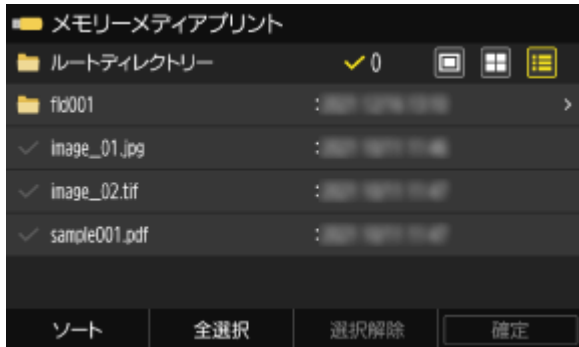 メモリーメディアプリント
ルートディレクトリー 0
fld001 :
image_01.jpg :
image_02.tif :
sample001.pdf :
ソート 全選択 選択解除 確定